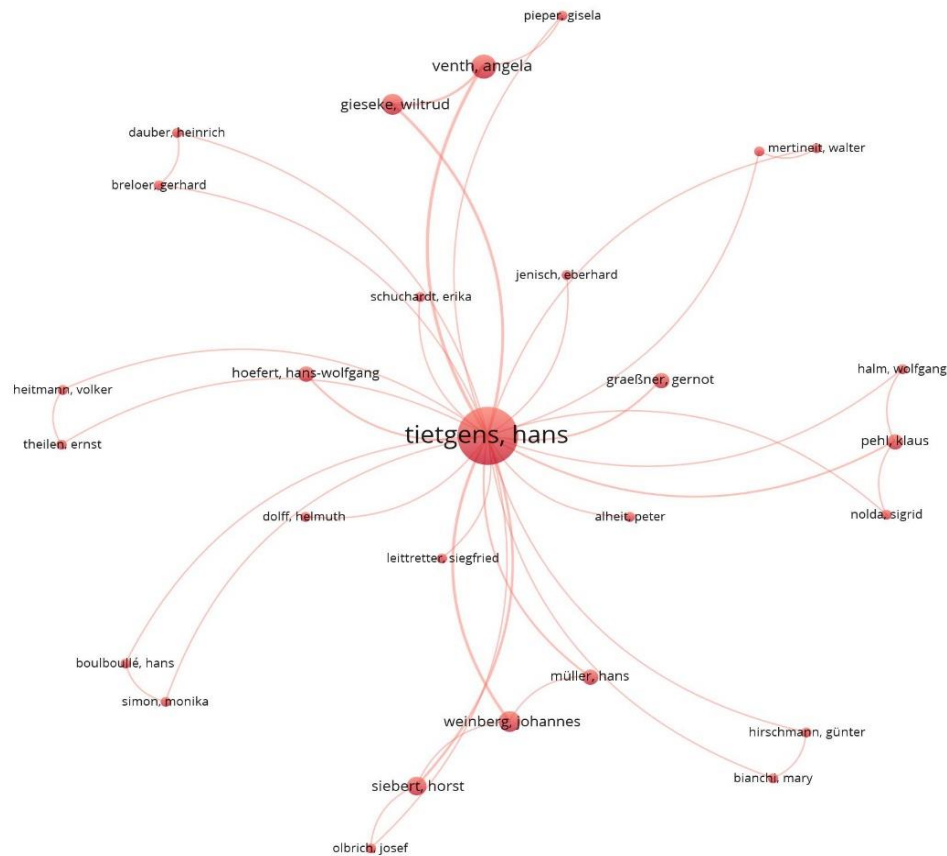 pieper, gisela
venth, angela
gieseke, wiltrud
dauber, heinrich
mertineit, walter
breloer, gerhard
jenisch, eberhard
schuchardt, erika
hoefert, hans-wolfgang
graeßner, gernot
halm, wolfgang
heitmann, volker
tietgens, hans
pehl, klaus
theilen, ernst
dolff, helmuth
alheit, peter
nolda, sigrid
leittretter, siegfried
boulboullé, hans
müller, hans
simon, monika
weinberg, johannes
hirschmann, günter
bianchi, mary
siebert, horst
olbrich, josef